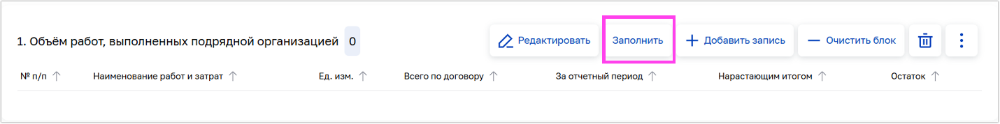 1. Объём работ, выполненных подрядной организацией 0 Редактировать Заполнить Добавить запись Очистить блок
№ п/п Наименование работ и затрат Ед. изм. Всего по договору За отчетный период Нарастающим итогом Остаток